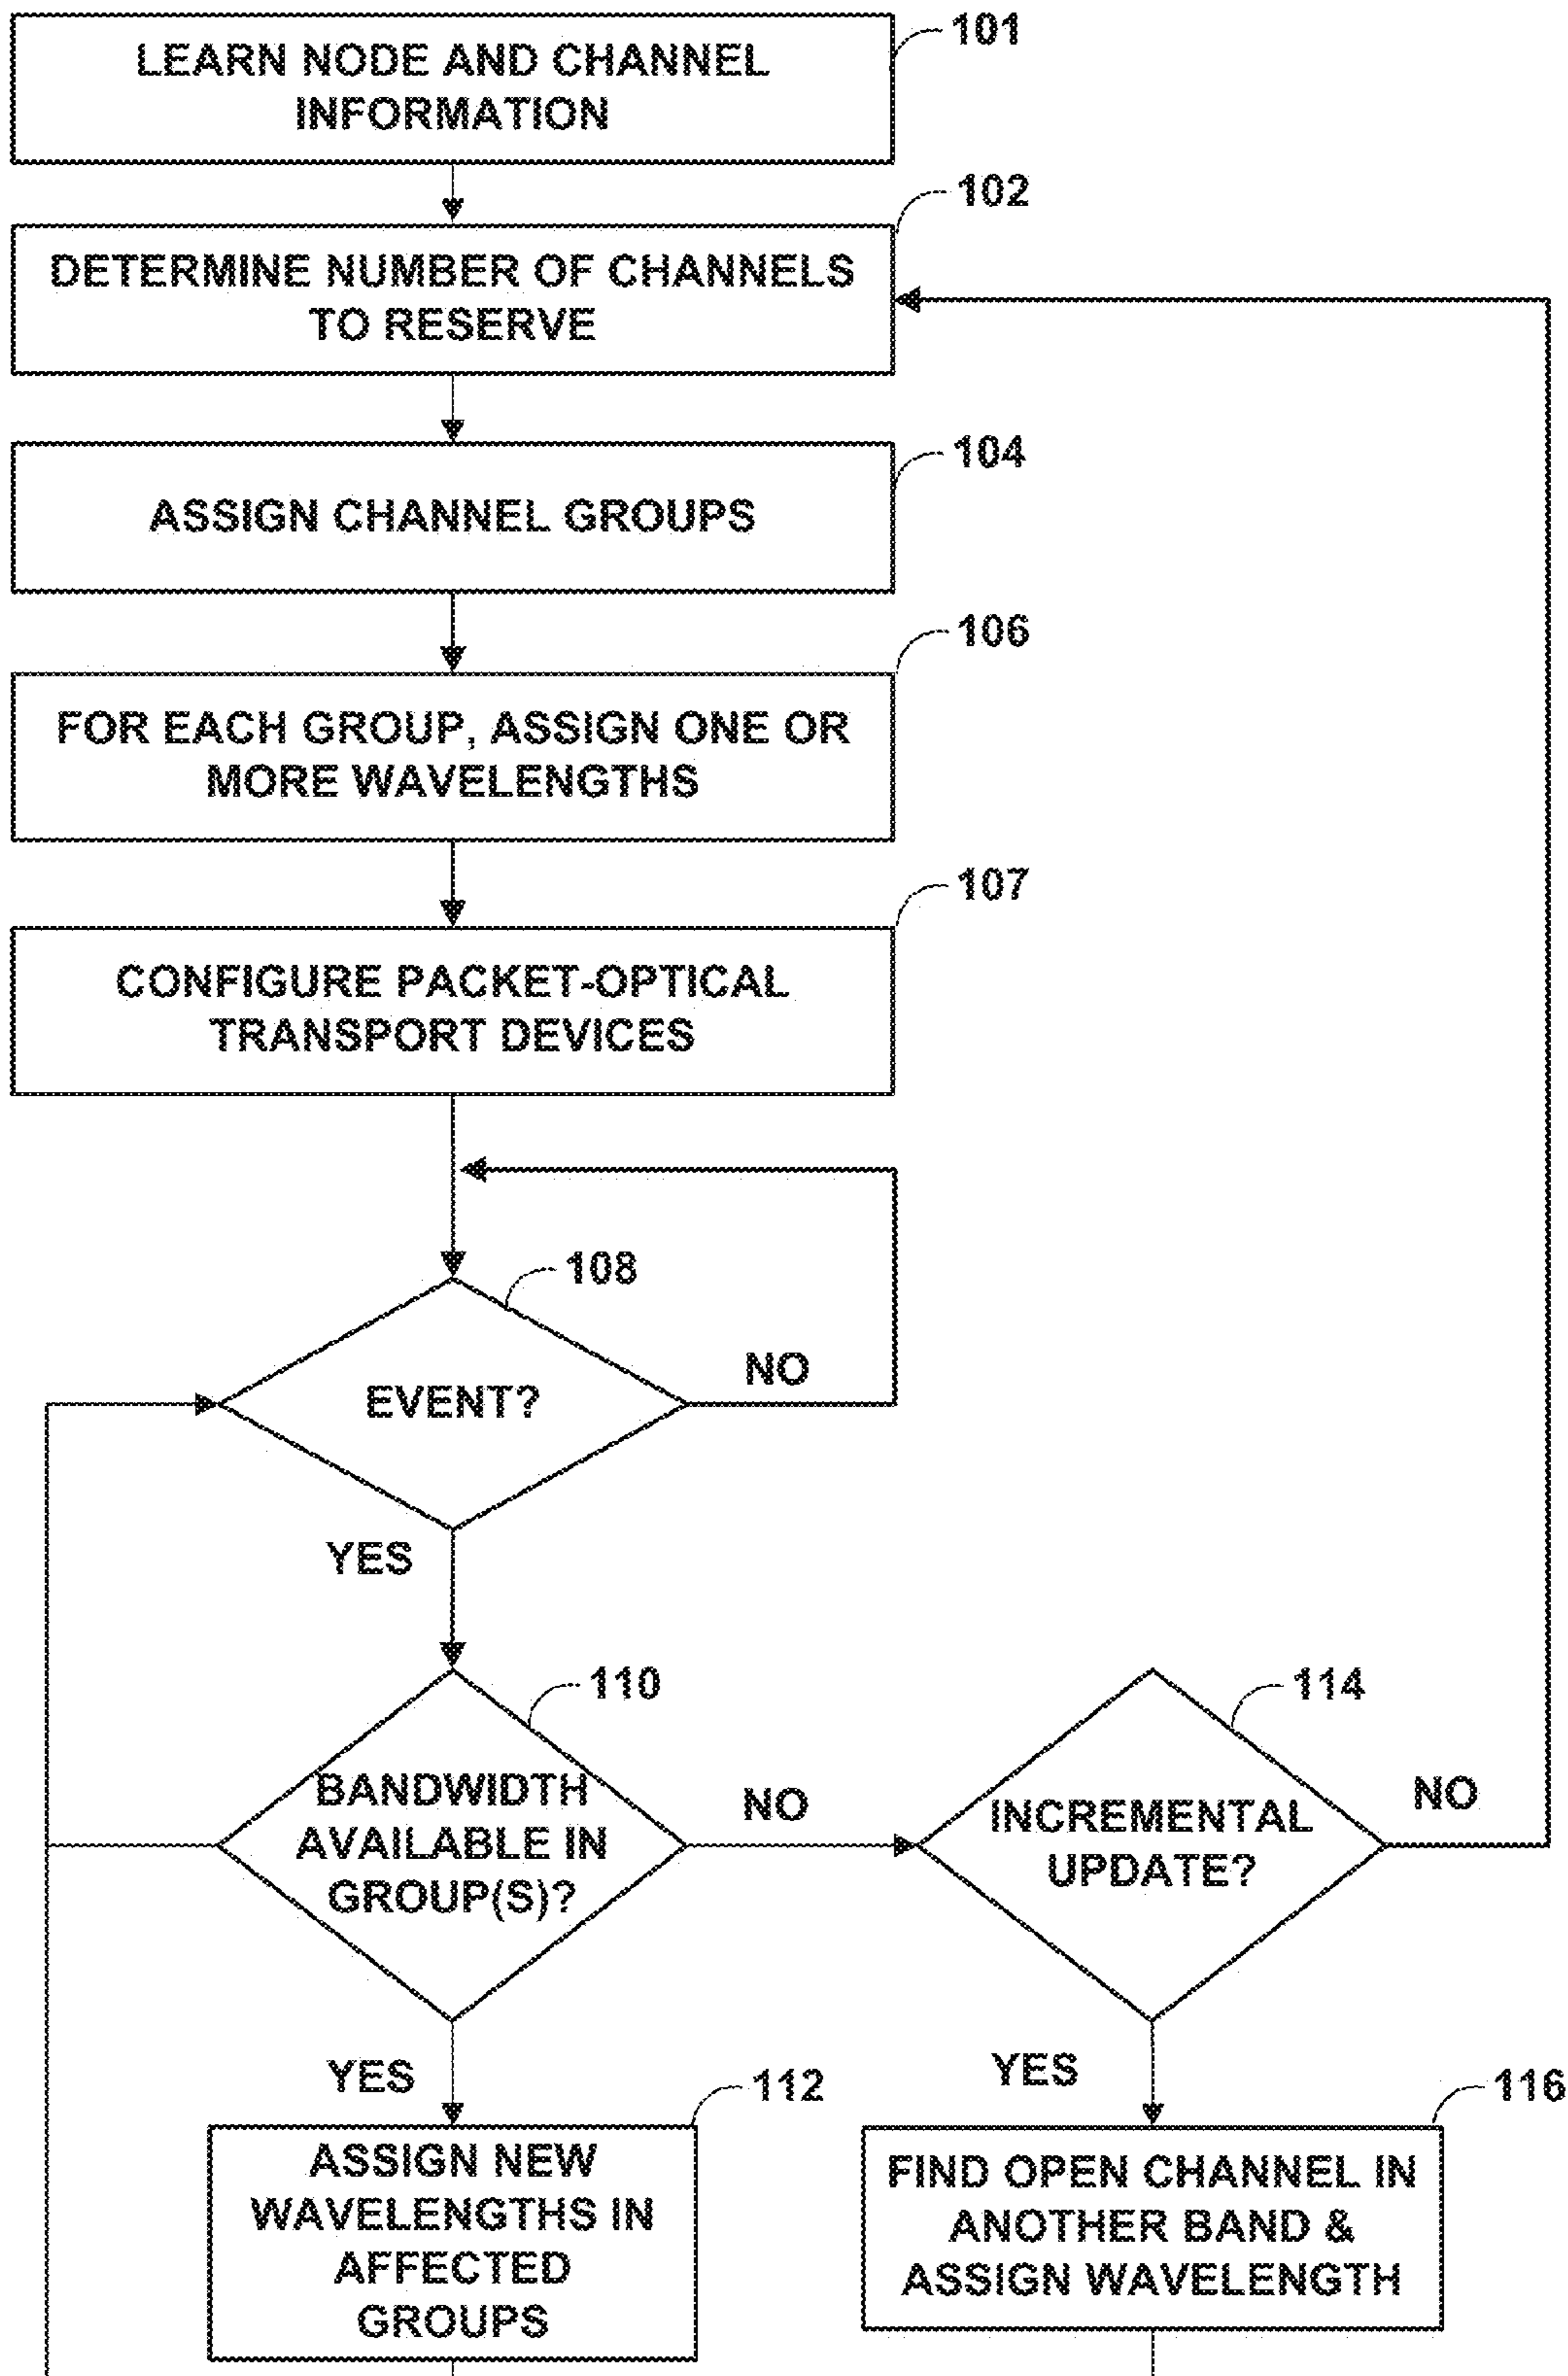 101
LEARN NODE AND CHANNEL
INFORMATION
102
DETERMINE NUMBER OF CHANNELS
TO RESERVE
104
ASSIGN CHANNEL GROUPS
106
FOR EACH GROUP, ASSIGN ONE OR
MORE WAVELENGTHS
107
CONFIGURE PACKET-OPTICAL
TRANSPORT DEVICES
108
EVENT?
NO
YES
110
BANDWIDTH
AVAILABLE IN
GROUP(S)?
NO
114
INCREMENTAL
UPDATE?
NO
YES
112
ASSIGN NEW
WAVELENGTHS IN
AFFECTED
GROUPS
YES
116
FIND OPEN CHANNEL IN
ANOTHER BAND &
ASSIGN WAVELENGTH